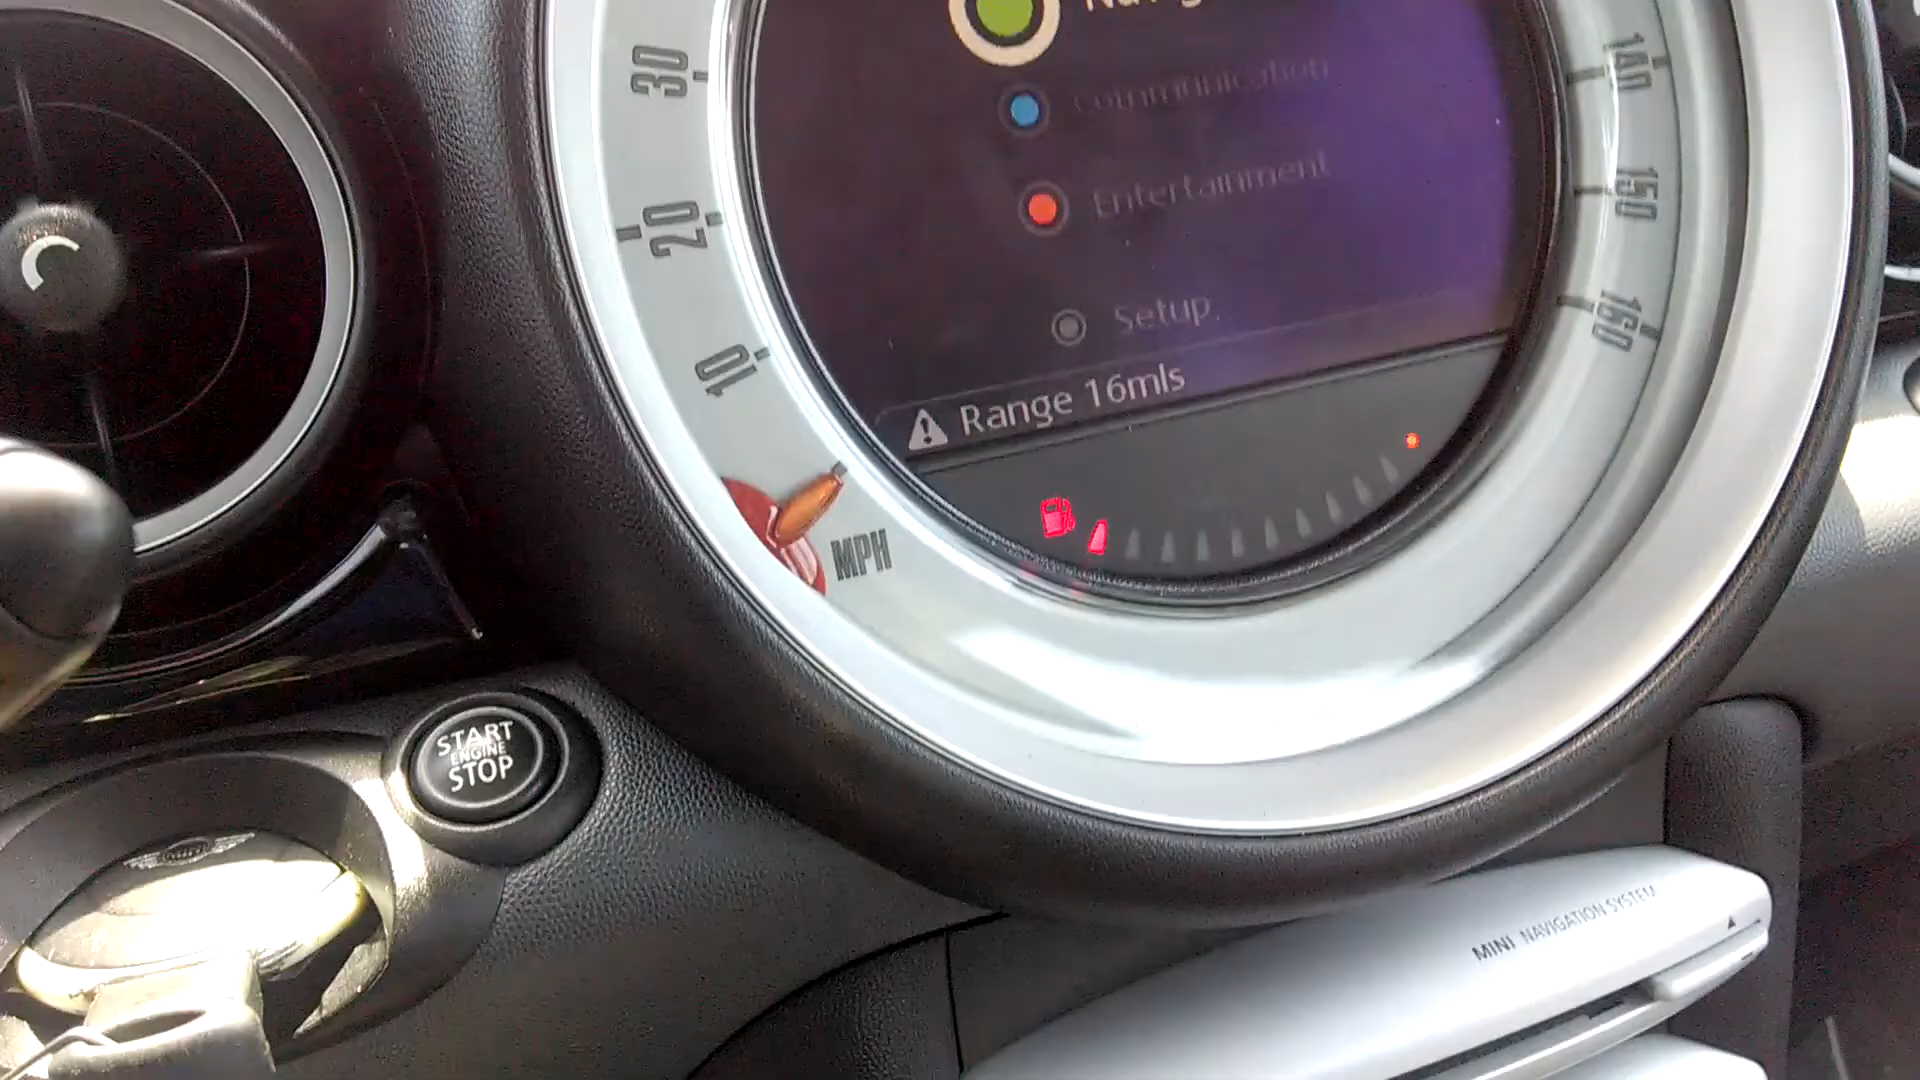 30
20
10
MPH
140
150
160
Communication
Entertainment
Setup
Range 16mls
START
ENGINE
STOP
MINI NAVIGATION SYSTEM